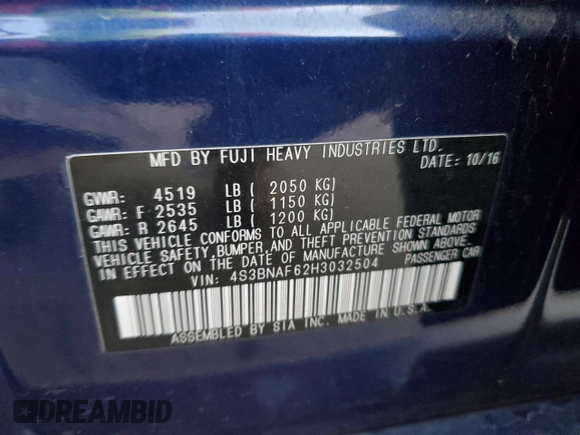 MFD BY FUJI HEAVY INDUSTRIES LTD.
DATE: 10/16
GVWR: 4519 LB ( 2050 KG)
GAWR: F 2535 LB ( 1150 KG)
GAWR: R 2645 LB ( 1200 KG)
THIS VEHICLE CONFORMS TO ALL APPLICABLE FEDERAL MOTOR
VEHICLE SAFETY,BUMPER,AND THEFT PREVENTION STANDARDS
IN EFFECT ON THE DATE OF MANUFACTURE SHOWN ABOVE.
VIN: 4S3BNAF62H3032504 PASSENGER CAR
ASSEMBLED BY SIA INC. MADE IN U.S.A.
DREAMBID